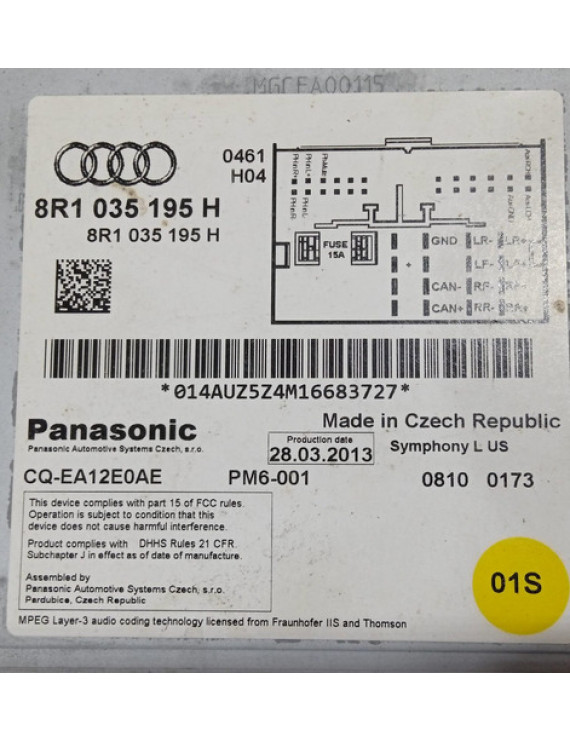 MGCEA00115
0461
H04
8R1 035 195 H
8R1 035 195 H
FUSE
15A
GND LR- LR+
LF-
CAN- RR- RA+
CAN+ RR- RA+
*014AUZ5Z4M16683727*
Panasonic
Panasonic Automotive Systems Czech, s.r.o.
Made in Czech Republic
Production date
28.03.2013
Symphony L US
CQ-EA12E0AE
PM6-001
0810 0173
This device complies with part 15 of FCC rules.
Operation is subject to condition that this
device does not cause harmful interference.
Product complies with DHHS Rules 21 CFR.
Subchapter J in effect as of date of manufacture.
Assembled by
Panasonic Automotive Systems Czech, s.r.o.
Pardubice, Czech Republic
01S
MPEG Layer-3 audio coding technology licensed from Fraunhofer IIS and Thomson